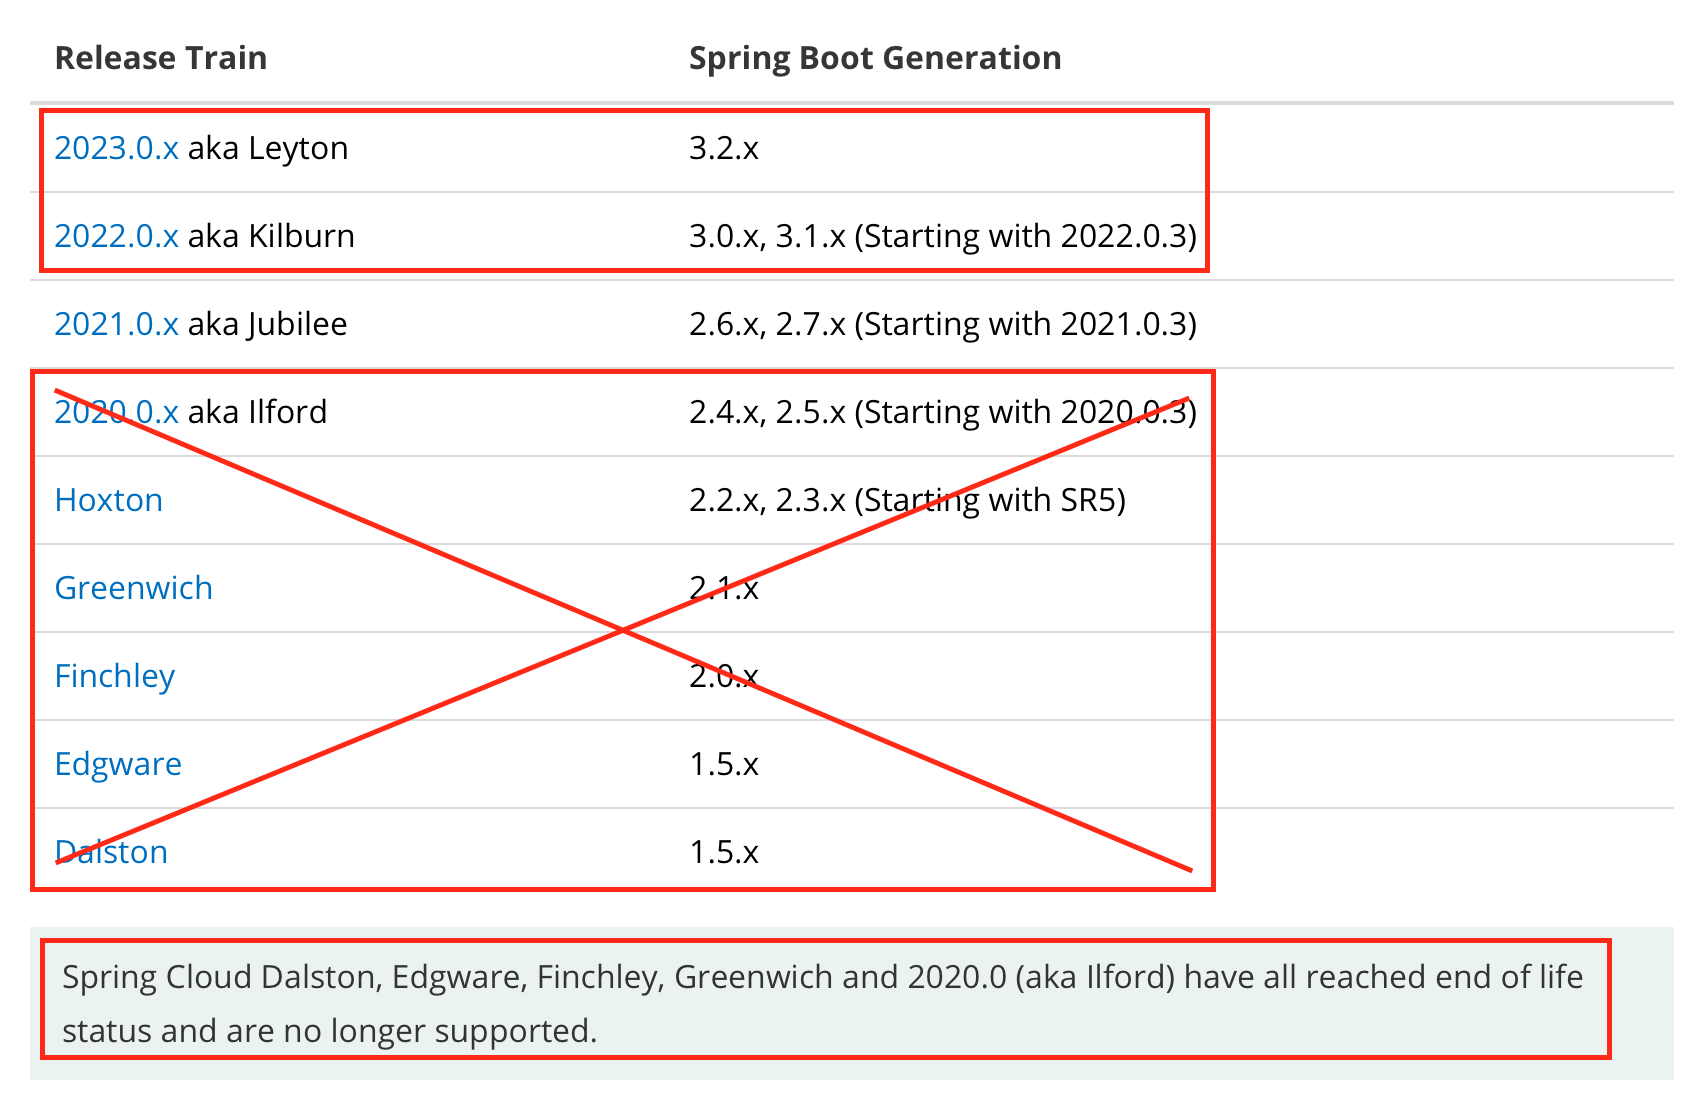 Release Train Spring Boot Generation
2023.0.x aka Leyton 3.2.x
2022.0.x aka Kilburn 3.0.x, 3.1.x (Starting with 2022.0.3)
2021.0.x aka Jubilee 2.6.x, 2.7.x (Starting with 2021.0.3)
2020.0.x aka Ilford 2.4.x, 2.5.x (Starting with 2020.0.3)
Hoxton 2.2.x, 2.3.x (Starting with SR5)
Greenwich 2.1.x
Finchley 2.0.x
Edgware 1.5.x
Dalston 1.5.x
Spring Cloud Dalston, Edgware, Finchley, Greenwich and 2020.0 (aka Ilford) have all reached end of life
status and are no longer supported.